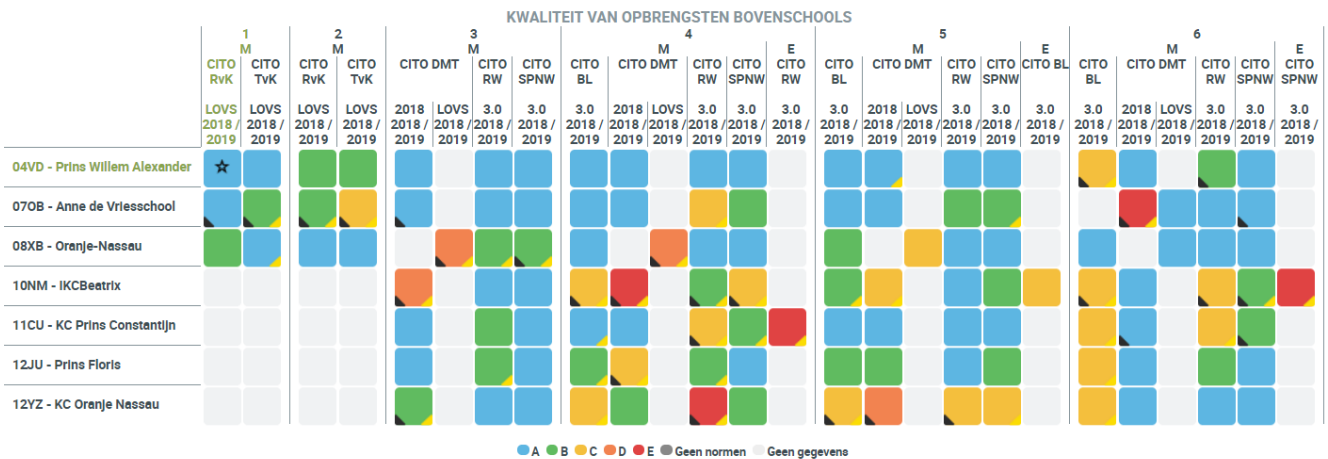 KWALITEIT VAN OPBRENGSTEN BOVENSCHOOLS
1 2 3 4 5 6
M M M M E M E M E
CITO RvK CITO TvK CITO RvK CITO TvK CITO DMT CITO RW CITO SPNW CITO BL CITO DMT CITO RW CITO SPNW CITO RW CITO BL CITO DMT CITO RW CITO SPNW CITO BL CITO BL CITO DMT CITO RW CITO SPNW CITO SPNW
LOVS LOVS LOVS LOVS 2018 LOVS 3.0 3.0 3.0 2018 LOVS 3.0 3.0 3.0 3.0 2018 LOVS 3.0 3.0 3.0 3.0 2018 LOVS 3.0 3.0 3.0
2018 / 2018 / 2018 / 2018 / 2018 / 2018 / 2018 / 2018 / 2018 / 2018 / 2018 / 2018 / 2018 / 2018 / 2018 / 2018 / 2018 / 2018 / 2018 / 2018 / 2018 / 2018 / 2018 / 2018 / 2018 / 2018 /
2019 2019 2019 2019 2019 2019 2019 2019 2019 2019 2019 2019 2019 2019 2019 2019 2019 2019 2019 2019 2019 2019 2019 2019 2019 2019
04VD - Prins Willem Alexander
07OB - Anne de Vriesschool
08XB - Oranje-Nassau
10NM - IKCBeatrix
11CU - KC Prins Constantijn
12JU - Prins Floris
12YZ - KC Oranje Nassau
A B C D E Geen normen Geen gegevens